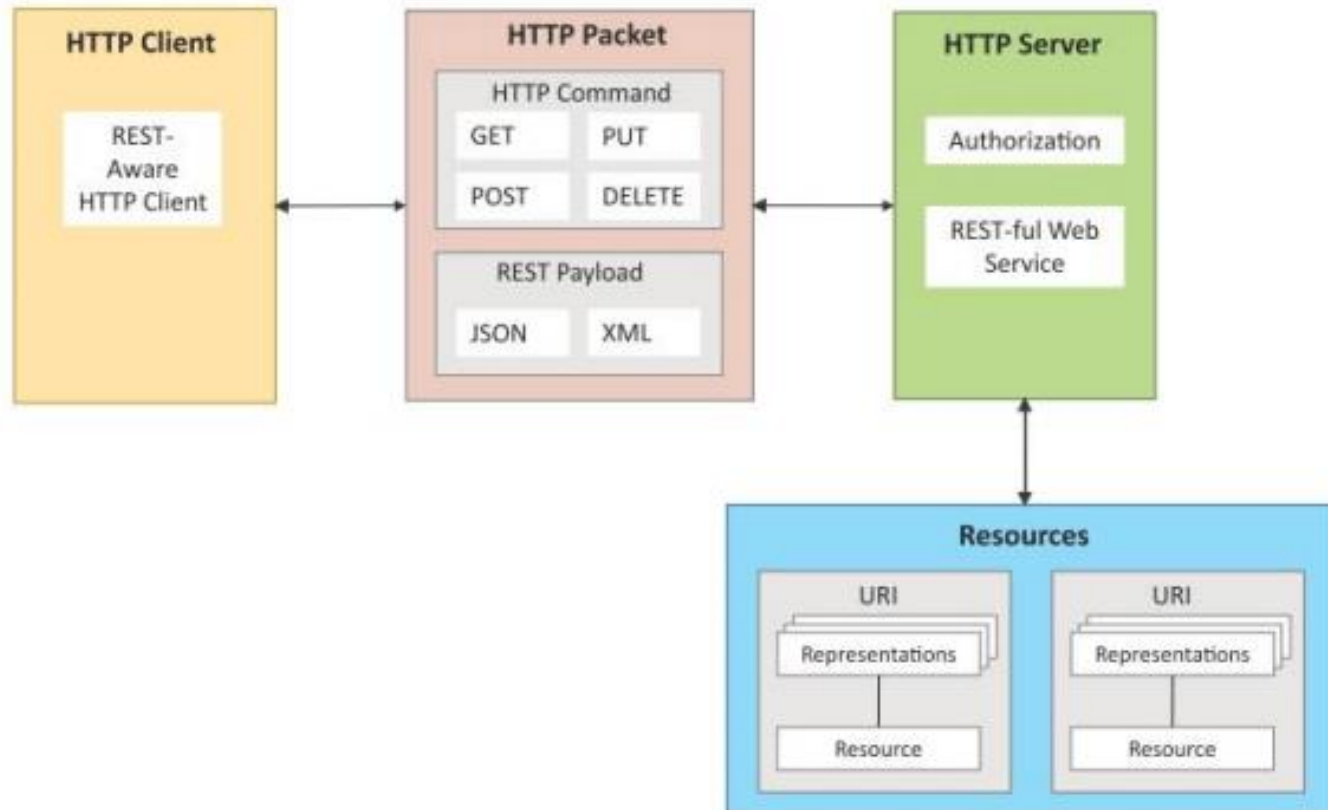 HTTP Client
REST-
Aware
HTTP Client
HTTP Packet
HTTP Command
GET
PUT
POST
DELETE
REST Payload
JSON
XML
HTTP Server
Authorization
REST-ful Web
Service
Resources
URI
Representations
Resource
URI
Representations
Resource